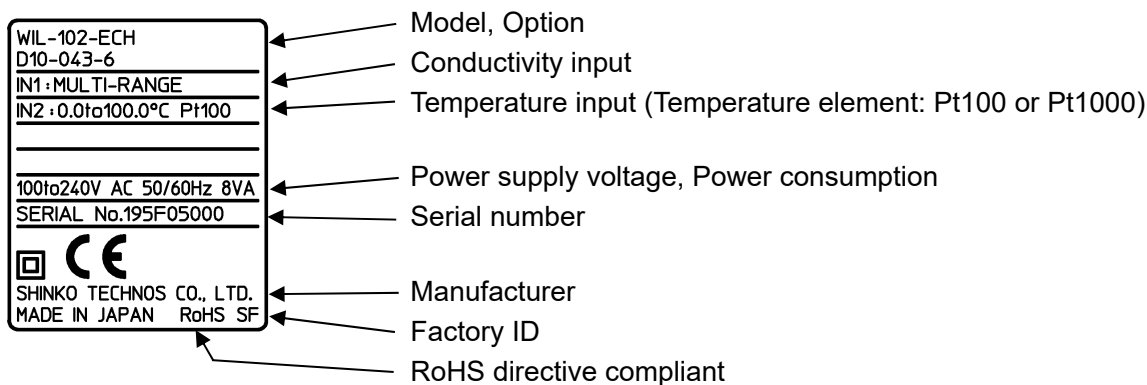 WIL-102-ECH
D10-043-6
IN1:MULTI-RANGE
IN2:0.0to100.0°C Pt100
100to240V AC 50/60Hz 8VA
SERIAL No.195F05000
CE
SHINKO TECHNOS CO., LTD.
MADE IN JAPAN RoHS SF
Model, Option
Conductivity input
Temperature input (Temperature element: Pt100 or Pt1000)
Power supply voltage, Power consumption
Serial number
Manufacturer
Factory ID
RoHS directive compliant